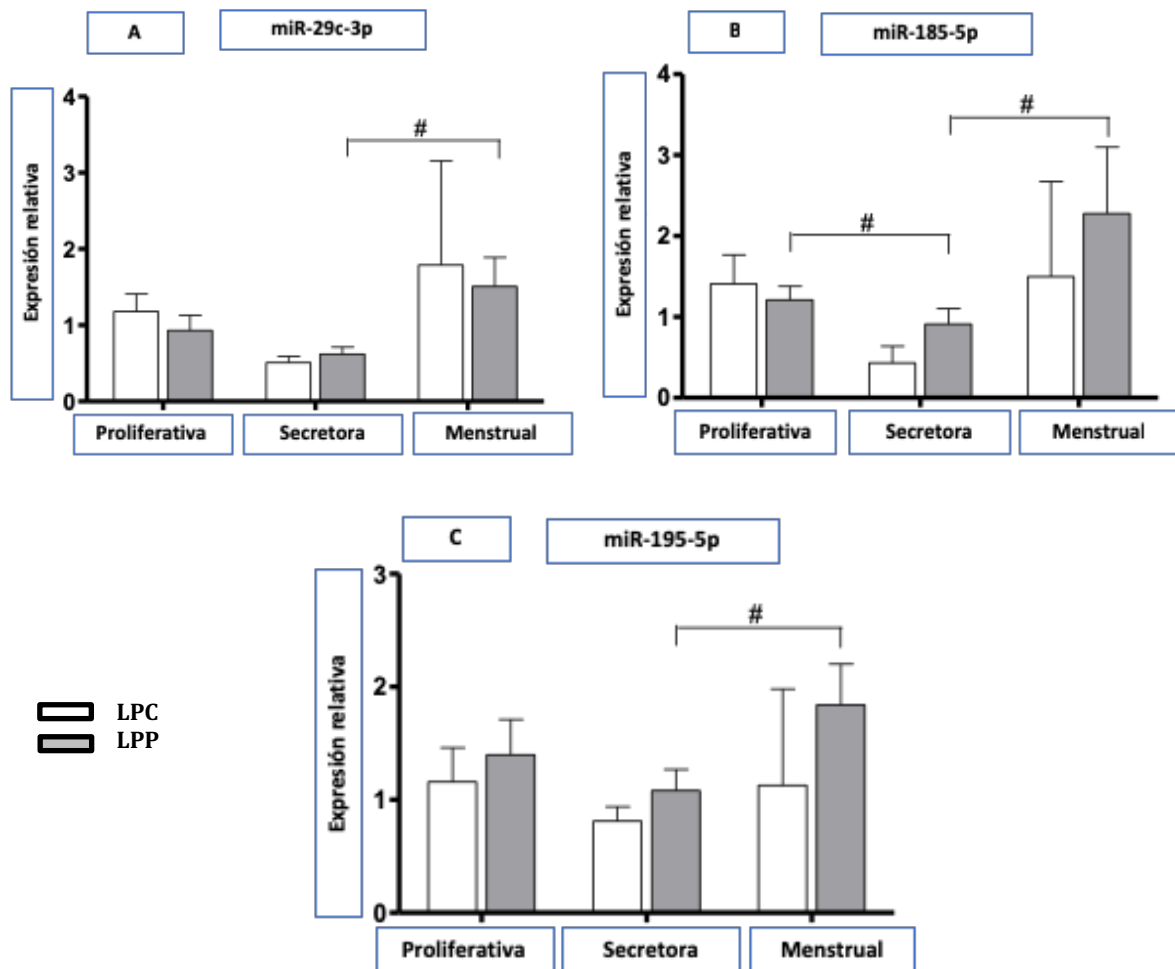 A
miR-29c-3p
Expresión relativa
4
3
2
1
0
#
Proliferativa
Secretora
Menstrual
B
miR-185-5p
Expresión relativa
4
3
2
1
0
#
#
Proliferativa
Secretora
Menstrual
C
miR-195-5p
Expresión relativa
3
2
1
0
#
Proliferativa
Secretora
Menstrual
LPC
LPP